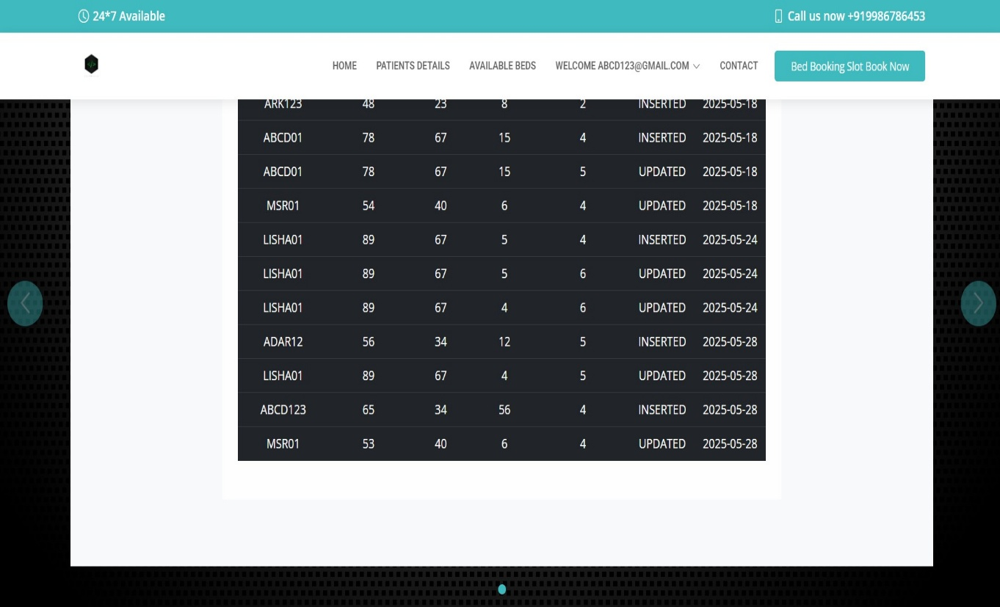 24*7 Available Call us now +919986786453
HOME PATIENTS DETAILS AVAILABLE BEDS WELCOME ABCD123@GMAIL.COM CONTACT Bed Booking Slot Book Now
ARK123 48 23 8 2 INSERTED 2025-05-18
ABCD01 78 67 15 4 INSERTED 2025-05-18
ABCD01 78 67 15 5 UPDATED 2025-05-18
MSR01 54 40 6 4 UPDATED 2025-05-18
LISHA01 89 67 5 4 INSERTED 2025-05-24
LISHA01 89 67 5 6 UPDATED 2025-05-24
LISHA01 89 67 4 6 UPDATED 2025-05-24
ADAR12 56 34 12 5 INSERTED 2025-05-28
LISHA01 89 67 4 5 UPDATED 2025-05-28
ABCD123 65 34 56 4 INSERTED 2025-05-28
MSR01 53 40 6 4 UPDATED 2025-05-28